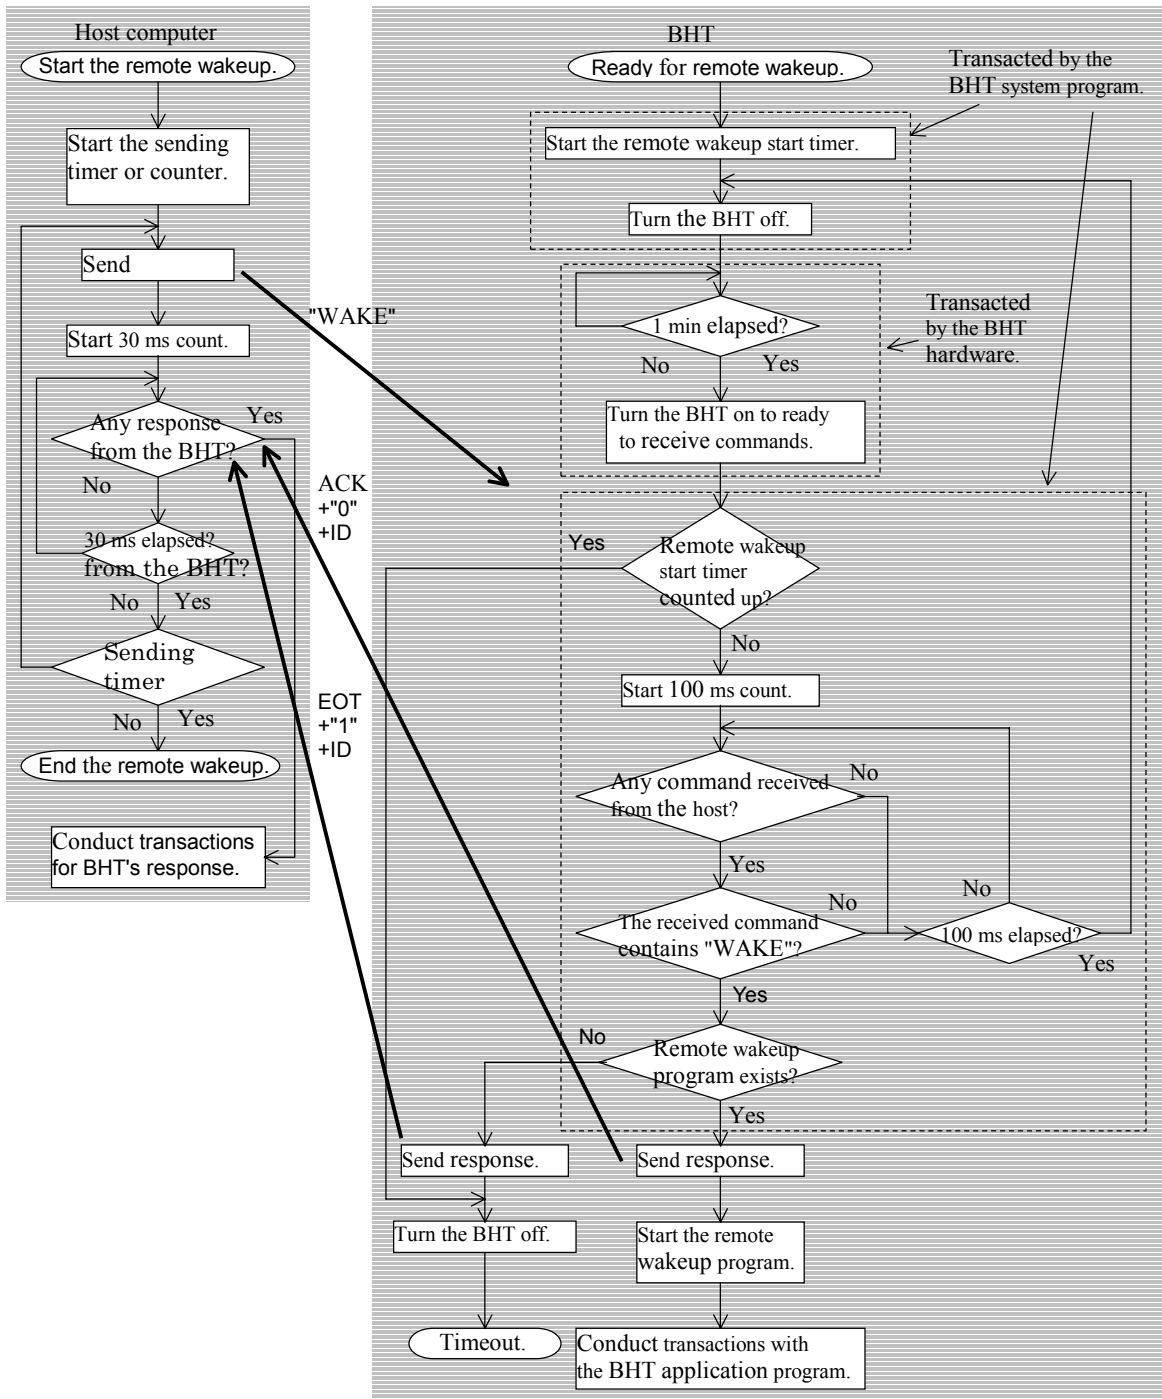 Host computer
Start the remote wakeup.
Start the sending
timer or counter.
Send
Start 30 ms count.
Any response
from the BHT?
Yes
No
30 ms elapsed?
from the BHT?
No
Yes
Sending
timer
No
Yes
End the remote wakeup.
Conduct transactions
for BHT's response.
"WAKE"
ACK
+"0"
+ID
EOT
+"1"
+ID
BHT
Ready for remote wakeup.
Transacted by the
BHT system program.
Start the remote wakeup start timer.
Turn the BHT off.
1 min elapsed?
No
Yes
Transacted
by the BHT
hardware.
Turn the BHT on to ready
to receive commands.
Yes
Remote wakeup
start timer
counted up?
No
Start 100 ms count.
Any command received
from the host?
No
Yes
The received command
contains "WAKE"?
No
No
100 ms elapsed?
Yes
Yes
No
Remote wakeup
program exists?
Yes
Send response.
Send response.
Turn the BHT off.
Start the remote
wakeup program.
Timeout.
Conduct transactions with
the BHT application program.